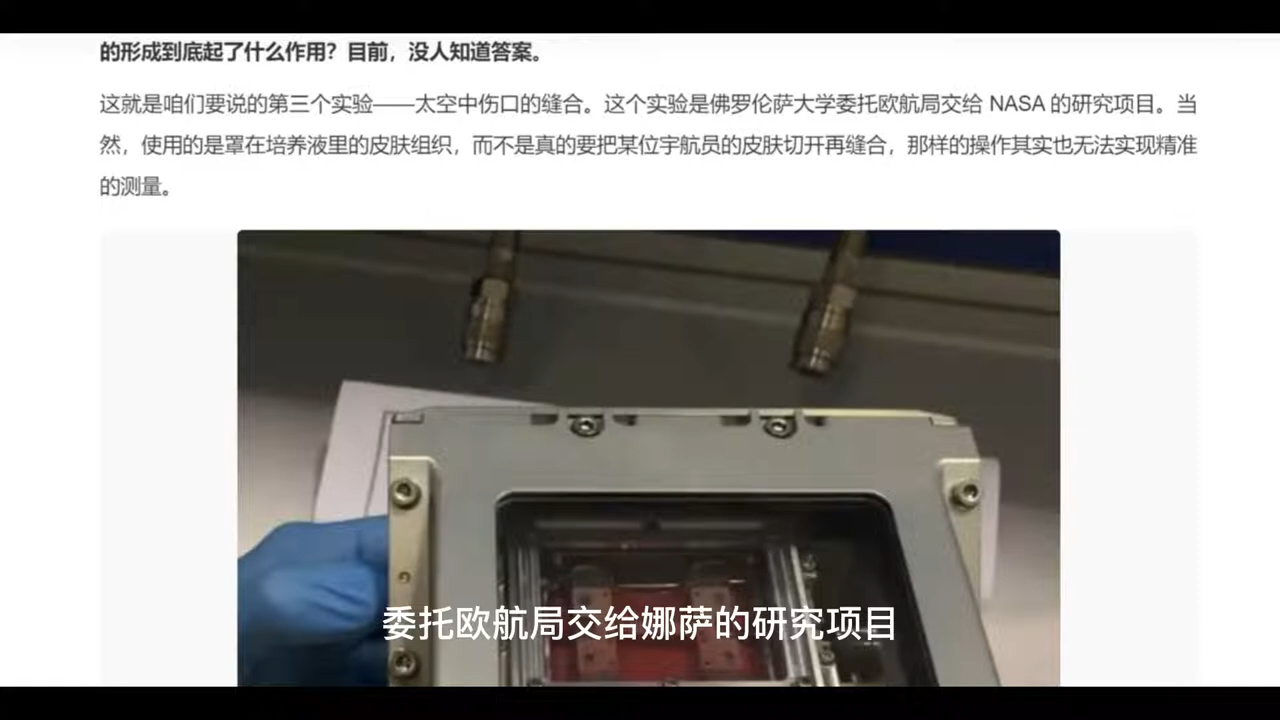 的形成到底起了什么作用？目前，没人知道答案。
这就是咱们要说的第三个实验——太空中伤口的缝合。这个实验是佛罗伦萨大学委托欧航局交给 NASA 的研究项目。当
然，使用的是罩在培养液里的皮肤组织，而不是真的要把某位宇航员的皮肤切开再缝合，那样的操作其实也无法实现精准
的测量。
委托欧航局交给娜萨的研究项目